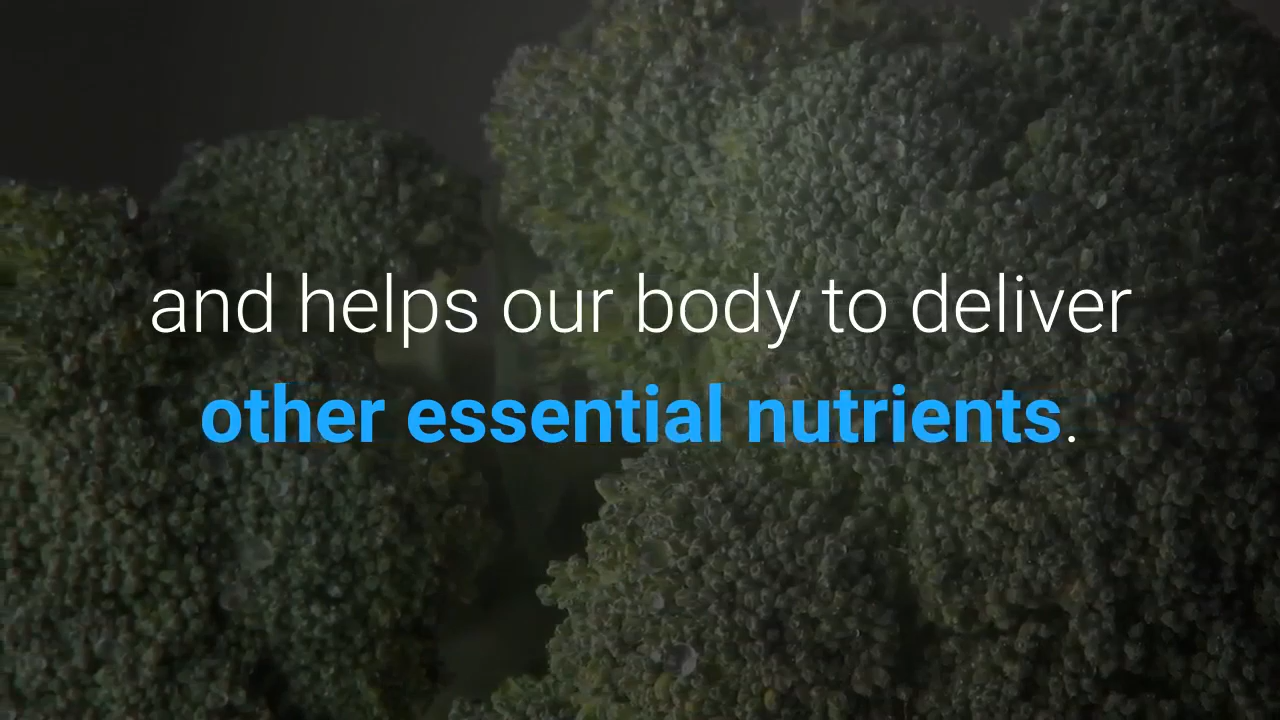 and helps our body to deliver
other essential nutrients.